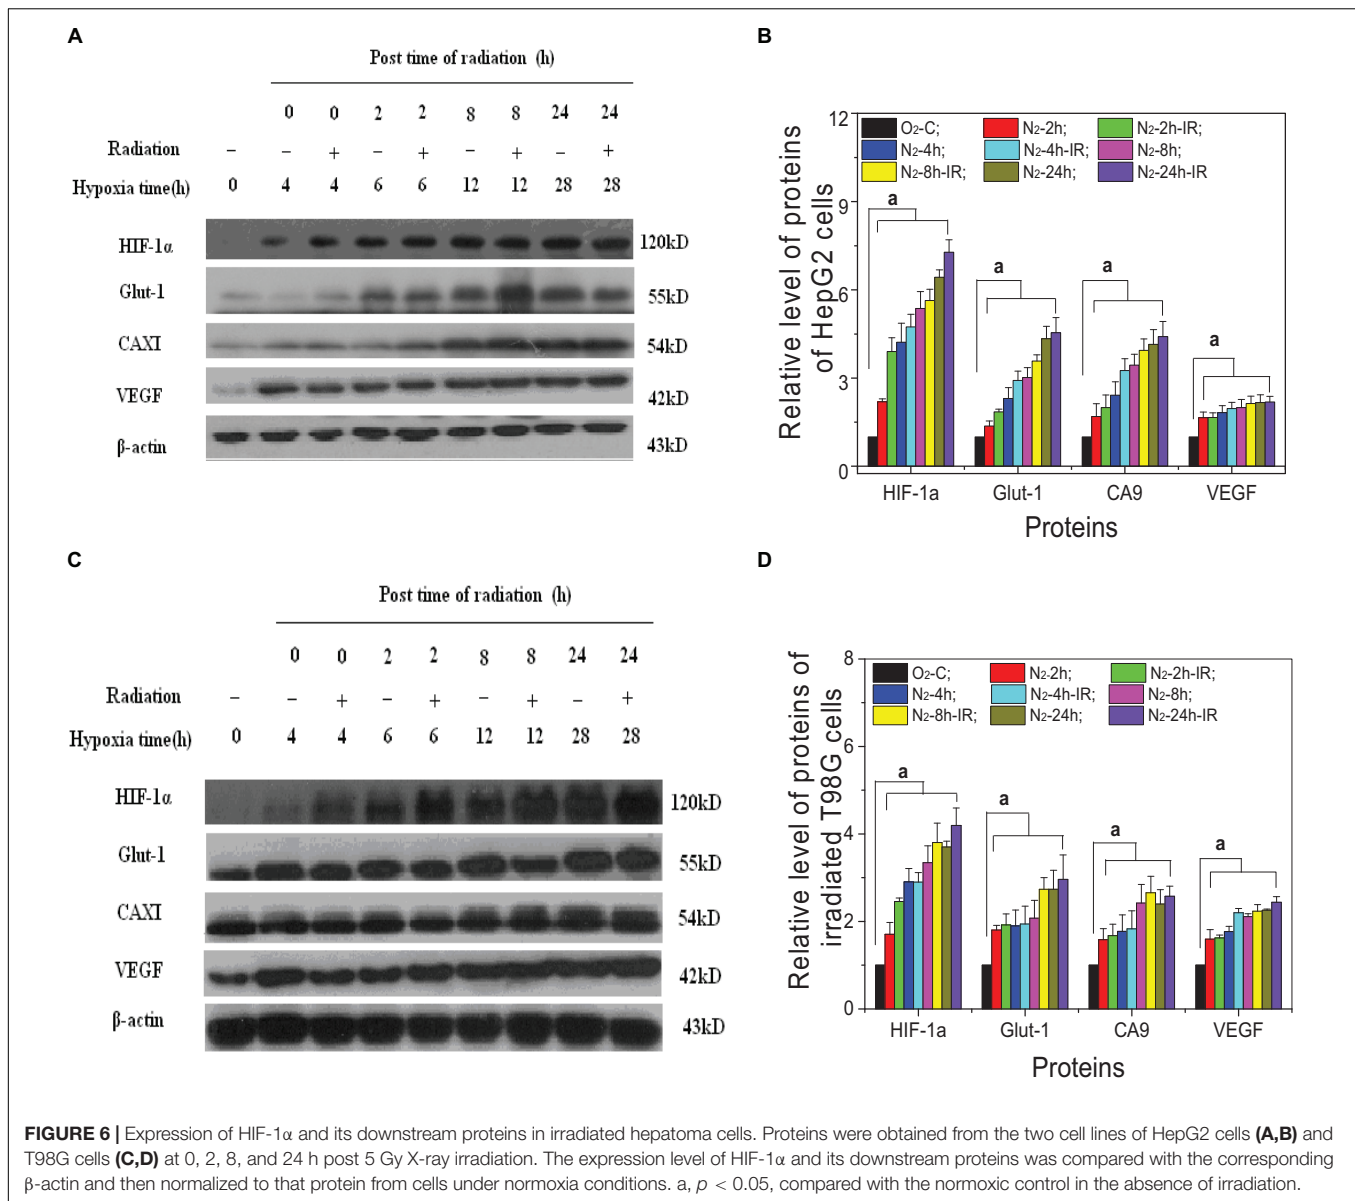 A
Post time of radiation (h)
0 0 2 2 8 8 24 24
Radiation – – + – + – + – +
Hypoxia time(h) 0 4 4 6 6 12 12 28 28
HIF-1α 120kD
Glut-1 55kD
CAXI 54kD
VEGF 42kD
β-actin 43kD
B
Relative level of proteins
of HepG2 cells
12
9
6
3
0
O2-C; N2-2h; N2-2h-IR;
N2-4h; N2-4h-IR; N2-8h;
N2-8h-IR; N2-24h; N2-24h-IR
a
a
a
a
HIF-1a Glut-1 CA9 VEGF
Proteins
C
Post time of radiation (h)
0 0 2 2 8 8 24 24
Radiation – – + – + – + – +
Hypoxia time(h) 0 4 4 6 6 12 12 28 28
HIF-1α 120kD
Glut-1 55kD
CAXI 54kD
VEGF 42kD
β-actin 43kD
D
Relative level of proteins of
irradiated T98G cells
8
6
4
2
0
O2-C; N2-2h; N2-2h-IR;
N2-4h; N2-4h-IR; N2-8h;
N2-8h-IR; N2-24h; N2-24h-IR
a
a
a
a
HIF-1a Glut-1 CA9 VEGF
Proteins
FIGURE 6 | Expression of HIF-1α and its downstream proteins in irradiated hepatoma cells. Proteins were obtained from the two cell lines of HepG2 cells (A,B) and
T98G cells (C,D) at 0, 2, 8, and 24 h post 5 Gy X-ray irradiation. The expression level of HIF-1α and its downstream proteins was compared with the corresponding
β-actin and then normalized to that protein from cells under normoxia conditions. a, p < 0.05, compared with the normoxic control in the absence of irradiation.